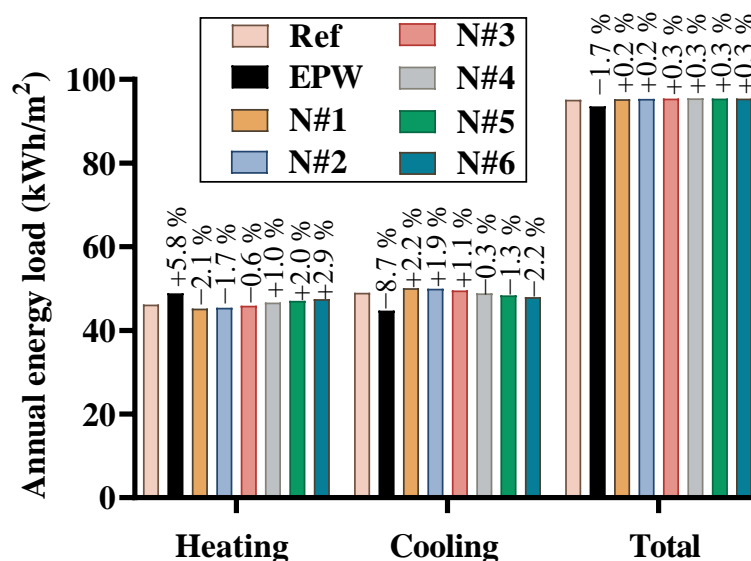 Ref
EPW
N#1
N#2
N#3
N#4
N#5
N#6
Annual energy load (kWh/m²)
100
80
60
40
20
0
+5.8 %
−2.1 %
−1.7 %
−0.6 %
+1.0 %
+2.0 %
+2.9 %
−8.7 %
+2.2 %
+1.9 %
+1.1 %
−0.3 %
−1.3 %
−2.2 %
−1.7 %
+0.2 %
+0.2 %
+0.3 %
+0.3 %
+0.3 %
+0.3 %
Heating
Cooling
Total